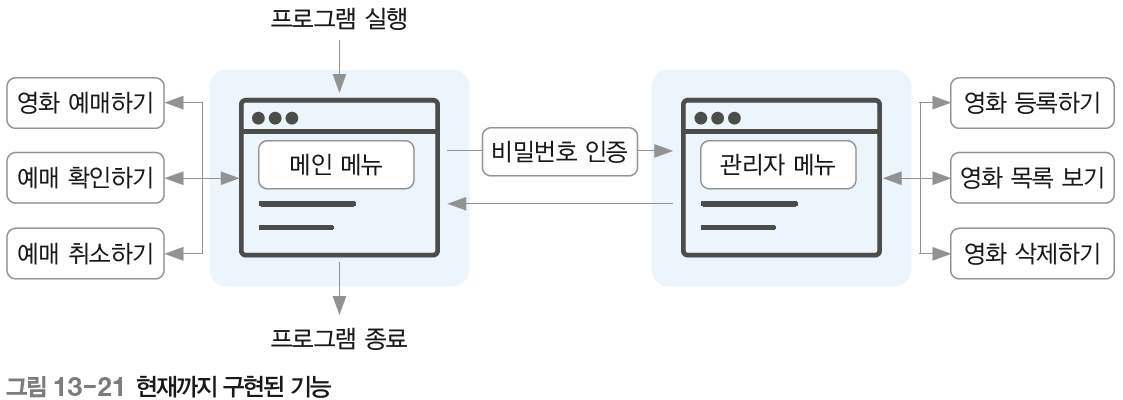 프로그램 실행
영화 예매하기
예매 확인하기
예매 취소하기
메인 메뉴
비밀번호 인증
관리자 메뉴
영화 등록하기
영화 목록 보기
영화 삭제하기
프로그램 종료
그림 13-21 현재까지 구현된 기능